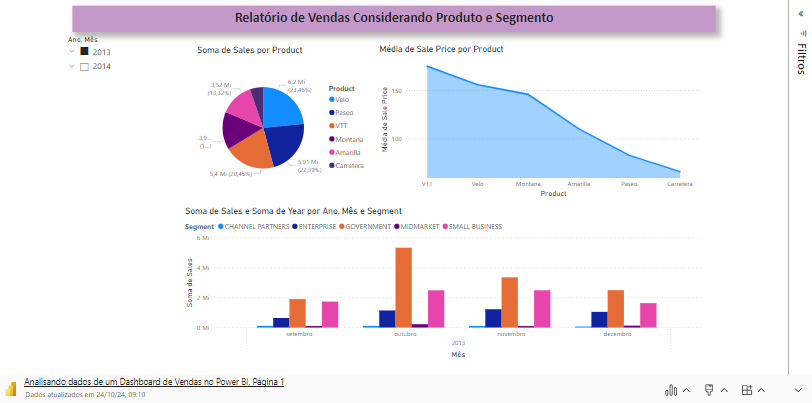 Relatório de Vendas Considerando Produto e Segmento
Filtros
Ano, Mês
2013
2014
Soma de Sales por Product
6,2 Mi
(23,46%)
5,91 Mi
(22,39%)
5,4 Mi (20,45%)
3,9...
(1...)
3,52 Mi
(13,32%)
Product
Velo
Paseo
VTT
Montana
Amarilla
Carretera
Média de Sale Price por Product
Média de Sale Price
150
100
VTT Velo Montana Amarilla Paseo Carretera
Product
Soma de Sales e Soma de Year por Ano, Mês e Segment
Segment CHANNEL PARTNERS ENTERPRISE GOVERNMENT MIDMARKET SMALL BUSINESS
Soma de Sales
6 Mi
4 Mi
2 Mi
0 Mi
setembro outubro novembro dezembro
2013
Mês
Analisando dados de um Dashboard de Vendas no Power BI, Página 1
Dados atualizados em 24/10/24, 09:10